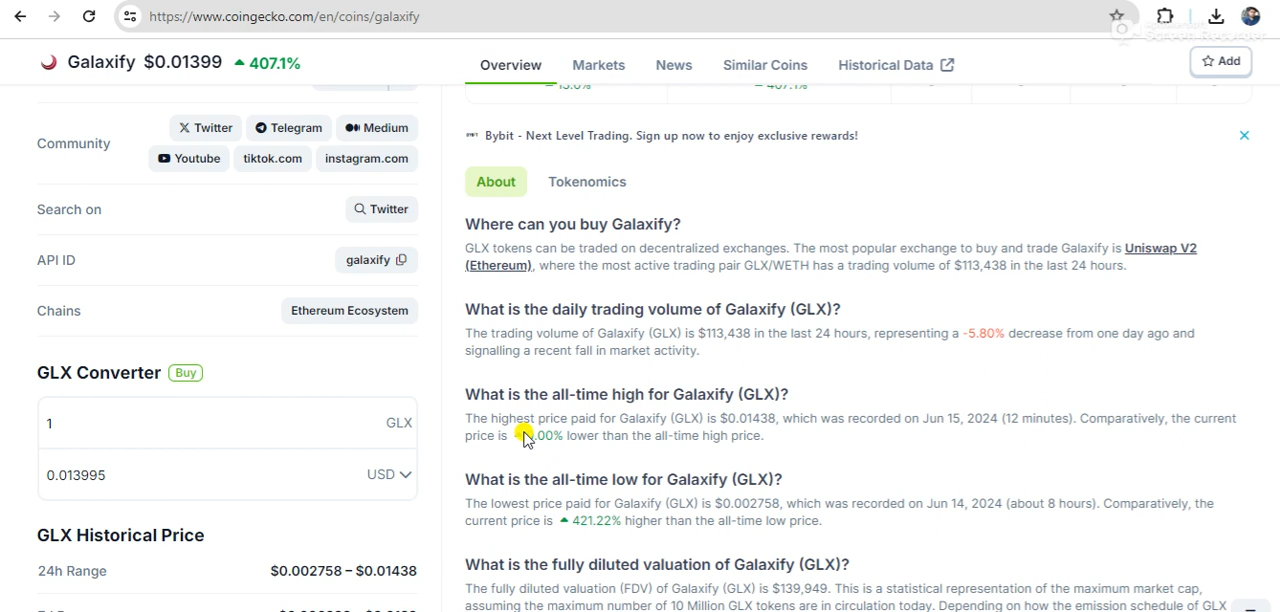 https://www.coingecko.com/en/coins/galaxify
Galaxify $0.01399 ▲ 407.1%
Overview Markets News Similar Coins Historical Data
Add
Community
Twitter Telegram Medium
Youtube tiktok.com instagram.com
Search on Twitter
API ID galaxify
Chains Ethereum Ecosystem
GLX Converter Buy
1 GLX
0.013995 USD
GLX Historical Price
24h Range $0.002758 – $0.01438
407.1%
Bybit - Next Level Trading. Sign up now to enjoy exclusive rewards!
About Tokenomics
Where can you buy Galaxify?
GLX tokens can be traded on decentralized exchanges. The most popular exchange to buy and trade Galaxify is Uniswap V2
(Ethereum), where the most active trading pair GLX/WETH has a trading volume of $113,438 in the last 24 hours.
What is the daily trading volume of Galaxify (GLX)?
The trading volume of Galaxify (GLX) is $113,438 in the last 24 hours, representing a -5.80% decrease from one day ago and
signalling a recent fall in market activity.
What is the all-time high for Galaxify (GLX)?
The highest price paid for Galaxify (GLX) is $0.01438, which was recorded on Jun 15, 2024 (12 minutes). Comparatively, the current
price is .00% lower than the all-time high price.
What is the all-time low for Galaxify (GLX)?
The lowest price paid for Galaxify (GLX) is $0.002758, which was recorded on Jun 14, 2024 (about 8 hours). Comparatively, the
current price is ▲ 421.22% higher than the all-time low price.
What is the fully diluted valuation of Galaxify (GLX)?
The fully diluted valuation (FDV) of Galaxify (GLX) is $139,949. This is a statistical representation of the maximum market cap,
assuming the maximum number of 10 Million GLX tokens are in circulation today. Depending on how the emission schedule of GLX